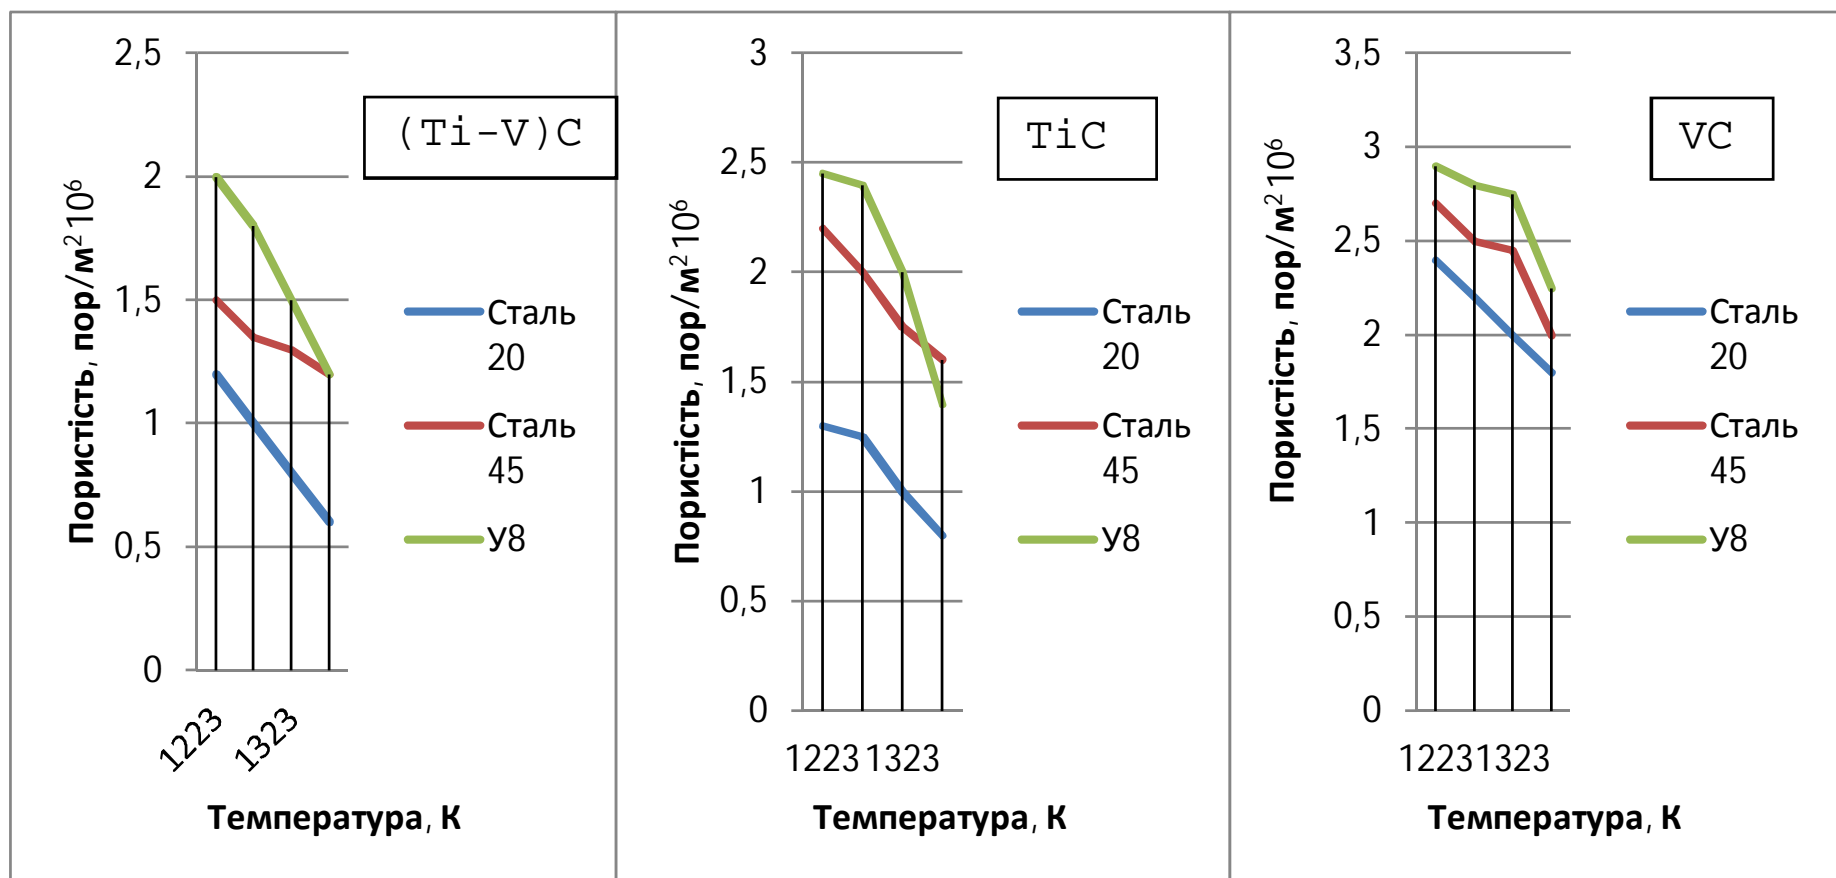 2,5
2
1,5
1
0,5
0
Пористість, пор/м² 10⁶
(Ti-V)C
Сталь
20
Сталь
45
У8
1223
1323
Температура, К
3
2,5
2
1,5
1
0,5
0
Пористість, пор/м² 10⁶
TiC
Сталь
20
Сталь
45
У8
1223 1323
Температура, К
3,5
3
2,5
2
1,5
1
0,5
0
Пористість, пор/м² 10⁶
VC
Сталь
20
Сталь
45
У8
1223 1323
Температура, К